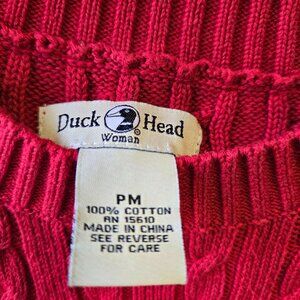 Duck Head
Woman
PM
100% COTTON
RN 15610
MADE IN CHINA
SEE REVERSE
FOR CARE